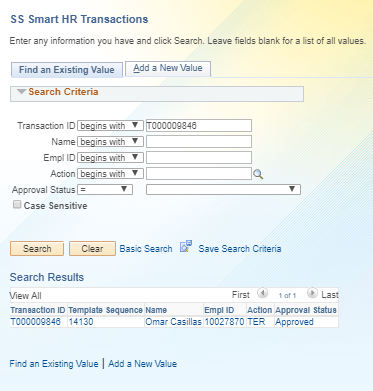 SS Smart HR Transactions
Enter any information you have and click Search. Leave fields blank for a list of all values.
Find an Existing Value Add a New Value
Search Criteria
Transaction ID begins with T000009846
Name begins with
Empl ID begins with
Action begins with
Approval Status =
Case Sensitive
Search Clear Basic Search Save Search Criteria
Search Results
View All First 1 of 1 Last
Transaction ID Template Sequence Name Empl ID Action Approval Status
T000009846 14130 Omar Casillas 10027870 TER Approved
Find an Existing Value | Add a New Value